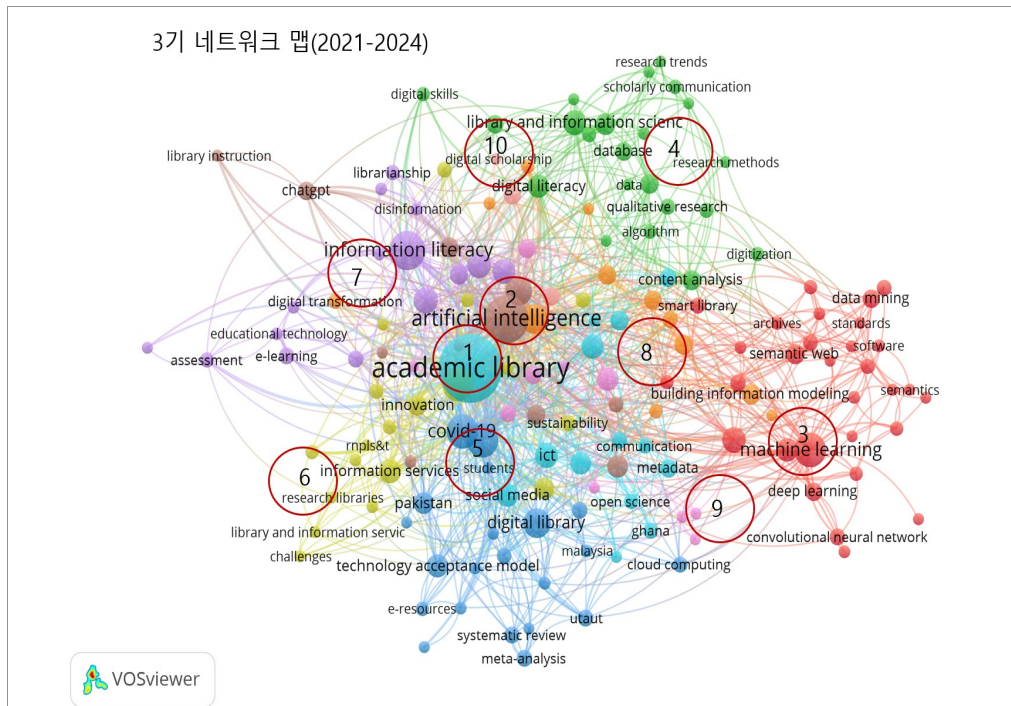 3기 네트워크 맵(2021-2024)
research trends
digital skills
scholarly communication
library and information scienc
10
4
library instruction
digital scholarship
database
research methods
librarianship
chatgpt
digital literacy
data
disinformation
qualitative research
algorithm
information literacy
digitization
7
content analysis
digital transformation
2
smart library
data mining
artificial intelligence
archives
standards
educational technology
software
1
8
semantic web
assessment
e-learning
academic library
building information modeling
semantics
innovation
sustainability
covid-19
3
rnpls&t
communication
machine learning
5
ict
information services
students
metadata
6
research libraries
social media
deep learning
pakistan
open science
9
digital library
library and information servic
ghana
convolutional neural network
challenges
malaysia
technology acceptance model
cloud computing
e-resources
utaut
systematic review
meta-analysis
VOSviewer